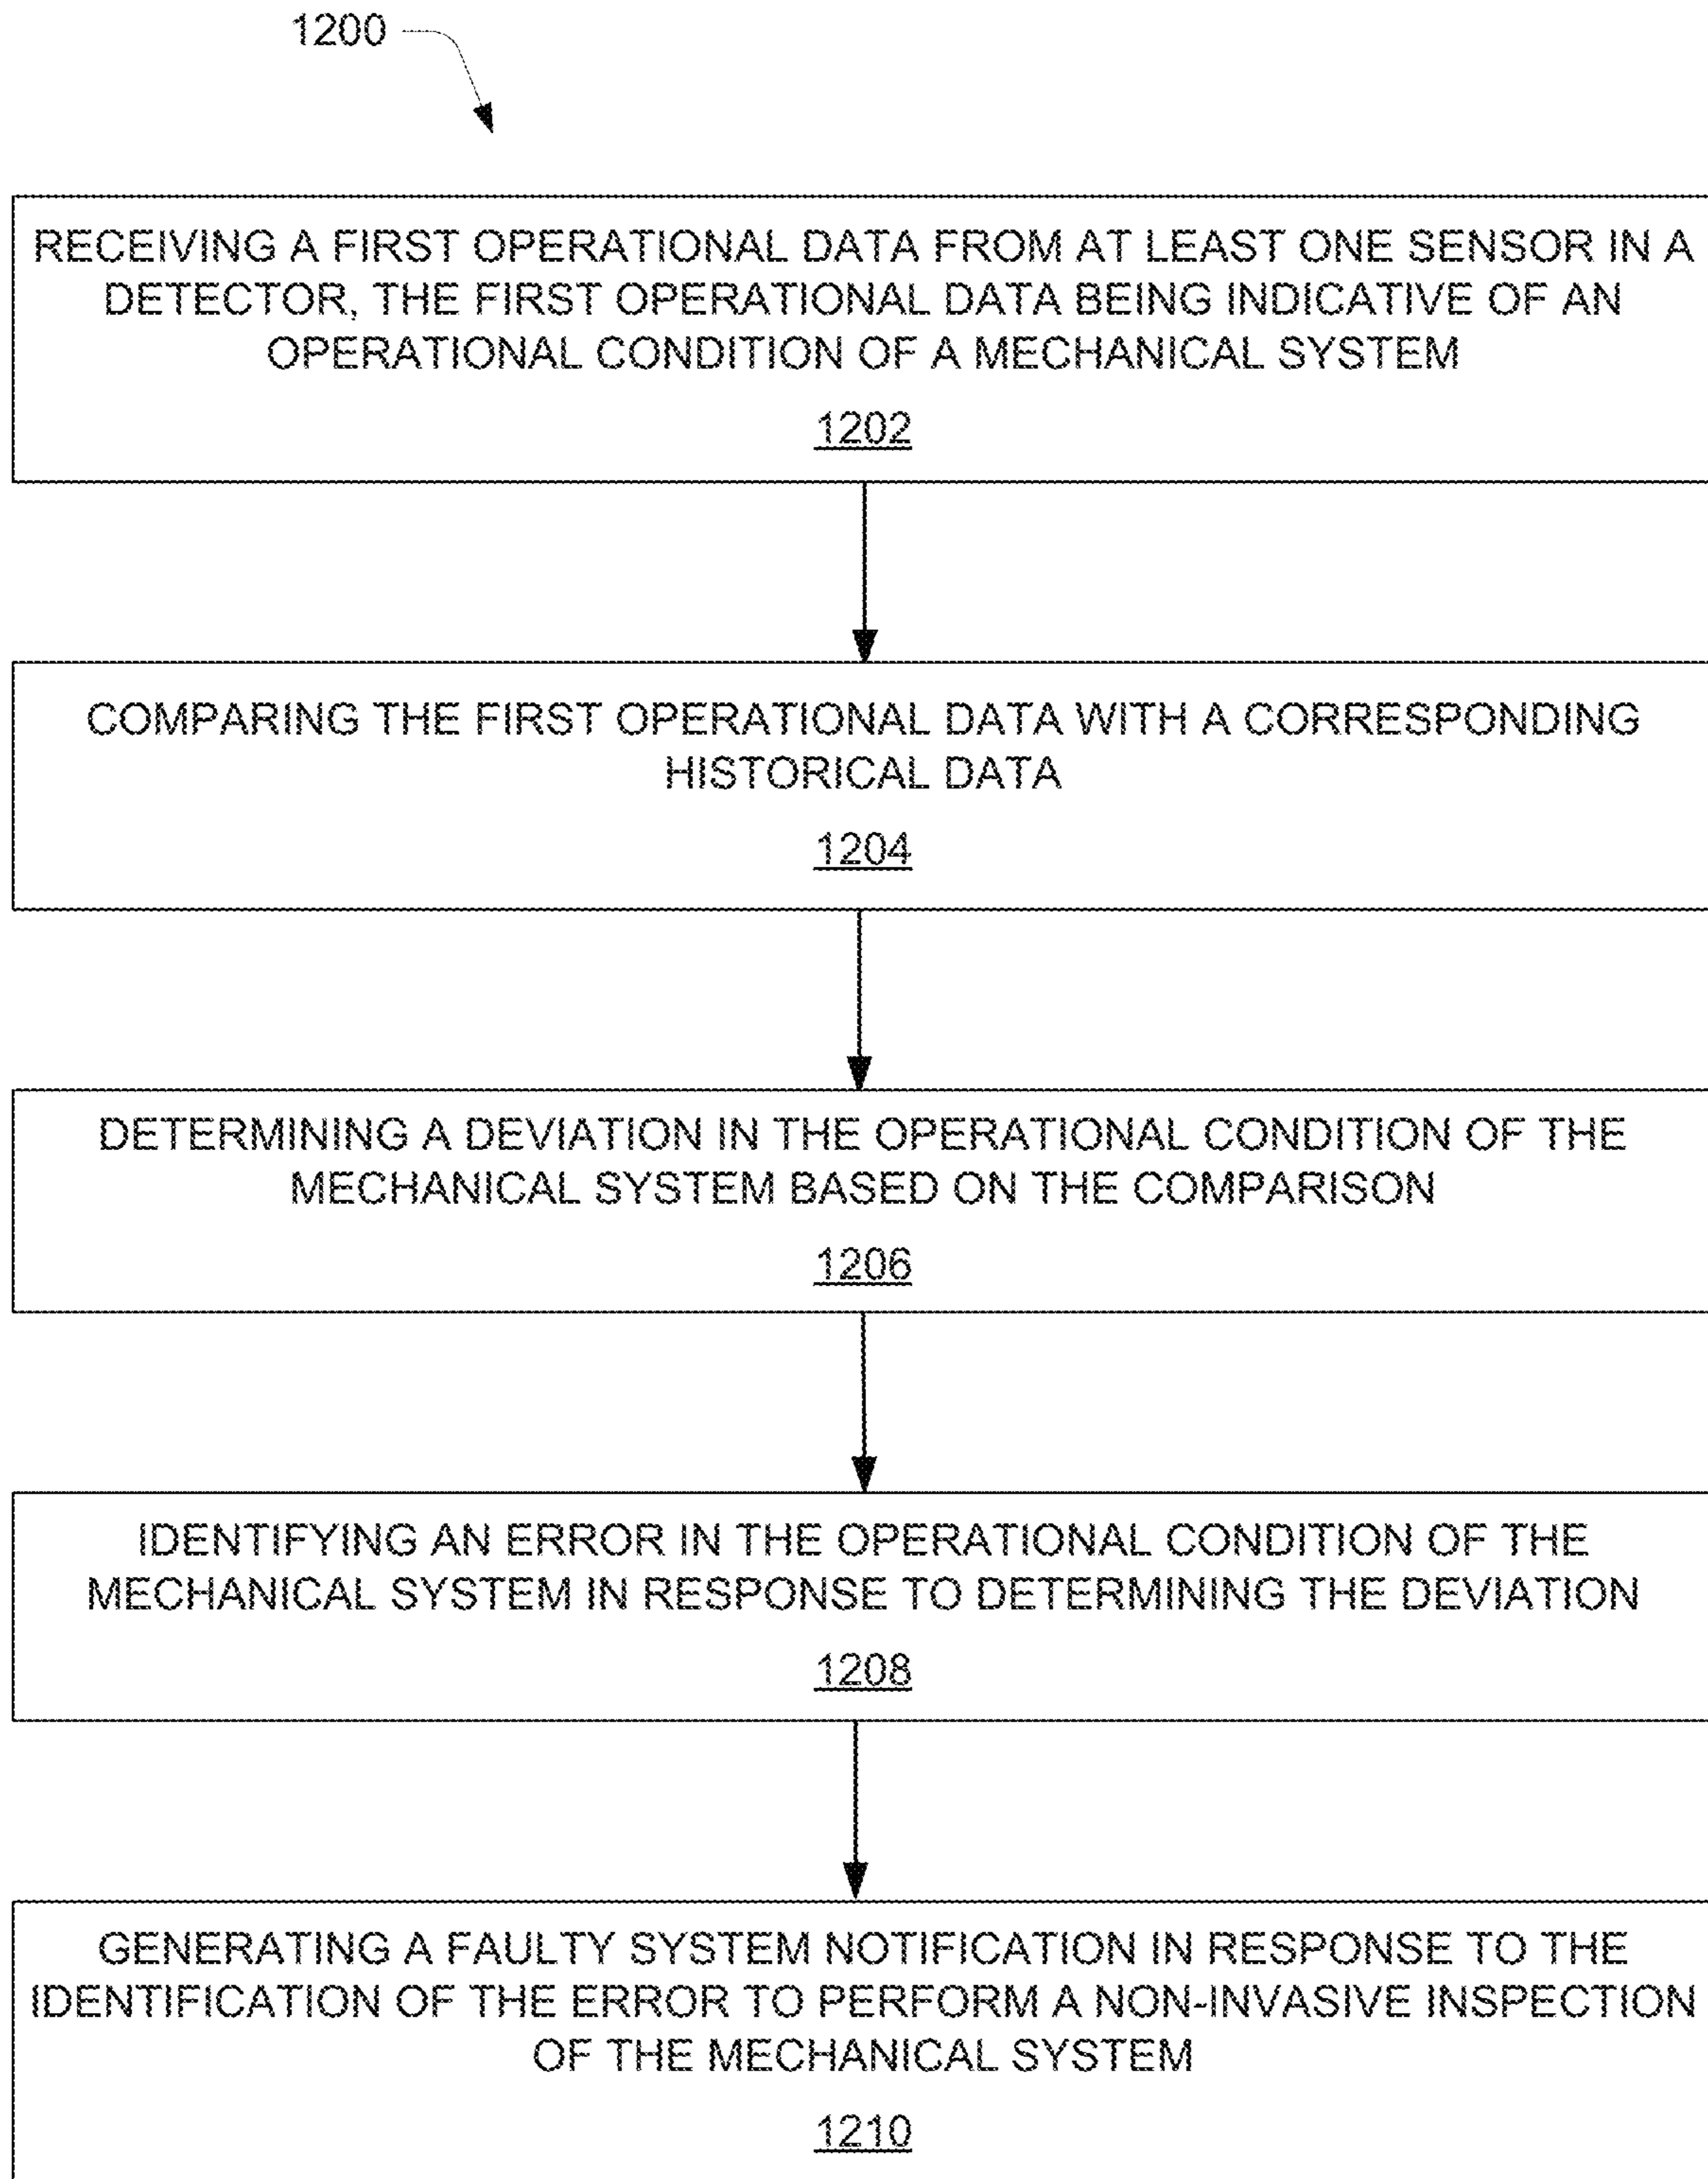 1200
RECEIVING A FIRST OPERATIONAL DATA FROM AT LEAST ONE SENSOR IN A
DETECTOR, THE FIRST OPERATIONAL DATA BEING INDICATIVE OF AN
OPERATIONAL CONDITION OF A MECHANICAL SYSTEM
1202
COMPARING THE FIRST OPERATIONAL DATA WITH A CORRESPONDING
HISTORICAL DATA
1204
DETERMINING A DEVIATION IN THE OPERATIONAL CONDITION OF THE
MECHANICAL SYSTEM BASED ON THE COMPARISON
1206
IDENTIFYING AN ERROR IN THE OPERATIONAL CONDITION OF THE
MECHANICAL SYSTEM IN RESPONSE TO DETERMINING THE DEVIATION
1208
GENERATING A FAULTY SYSTEM NOTIFICATION IN RESPONSE TO THE
IDENTIFICATION OF THE ERROR TO PERFORM A NON-INVASIVE INSPECTION
OF THE MECHANICAL SYSTEM
1210